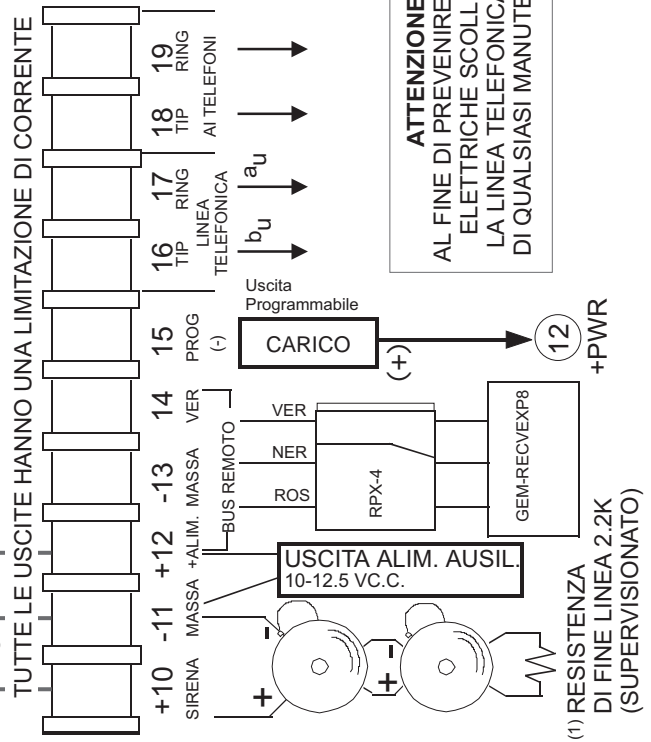 TUTTE LE USCITE HANNO UNA LIMITAZIONE DI CORRENTE
+10
SIRENA
-11
MASSA
+12
+ALIM.
-13
MASSA
14
VER
15
PROG
(-)
16
TIP
17
RING
LINEA
TELEFONICA
18
TIP
19
RING
AI TELEFONI
BUS REMOTO
bu
au
Uscita
Programmabile
CARICO
(+)
12
+PWR
ROS
NER
VER
RPX-4
GEM-RECVEXP8
USCITA ALIM. AUSIL.
10-12.5 VC.C.
+
-
+
-
(1) RESISTENZA
DI FINE LINEA 2.2K
(SUPERVISIONATO)
ATTENZIONE
AL FINE DI PREVENIRE
ELETTRICHE SCOLL
LA LINEA TELEFONICA
DI QUALSIASI MANUTE